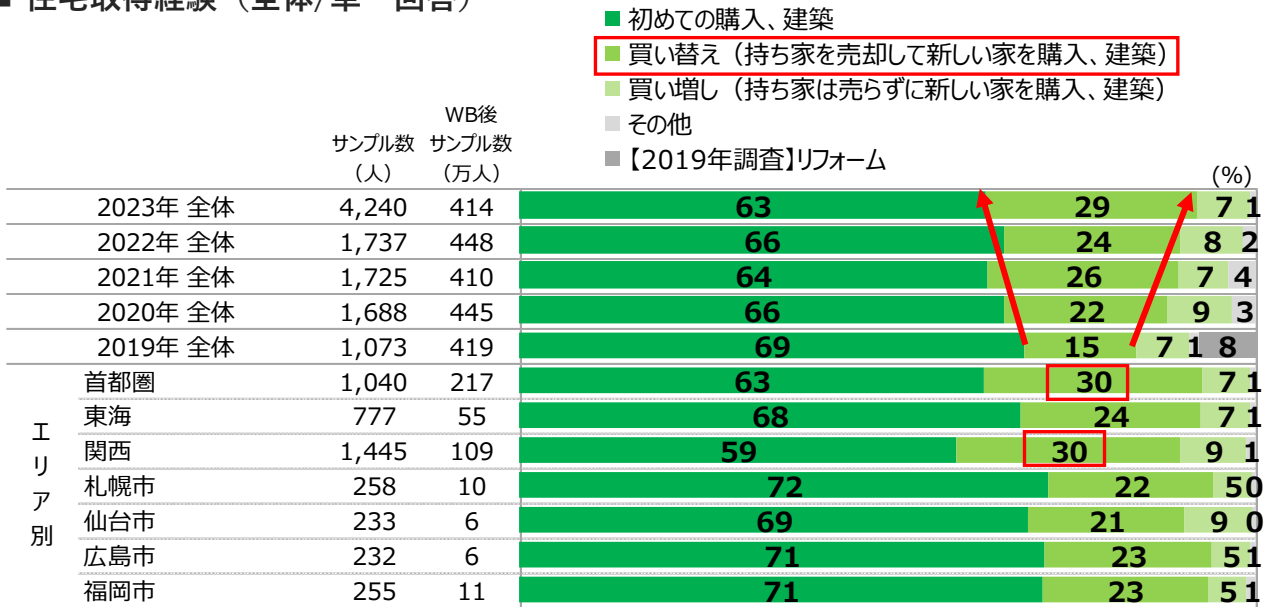 ■ 住宅取得経験（全体/単一回答）
■ 初めての購入、建築
■ 買い替え（持ち家を売却して新しい家を購入、建築）
■ 買い増し（持ち家は売らずに新しい家を購入、建築）
■ その他
■【2019年調査】リフォーム
サンプル数（人） WB後サンプル数（万人） (%)
2023年 全体 4,240 414 63 29 7 1
2022年 全体 1,737 448 66 24 8 2
2021年 全体 1,725 410 64 26 7 4
2020年 全体 1,688 445 66 22 9 3
2019年 全体 1,073 419 69 15 7 1 8
エリア別
首都圏 1,040 217 63 30 7 1
東海 777 55 68 24 7 1
関西 1,445 109 59 30 9 1
札幌市 258 10 72 22 5 0
仙台市 233 6 69 21 9 0
広島市 232 6 71 23 5 1
福岡市 255 11 71 23 5 1